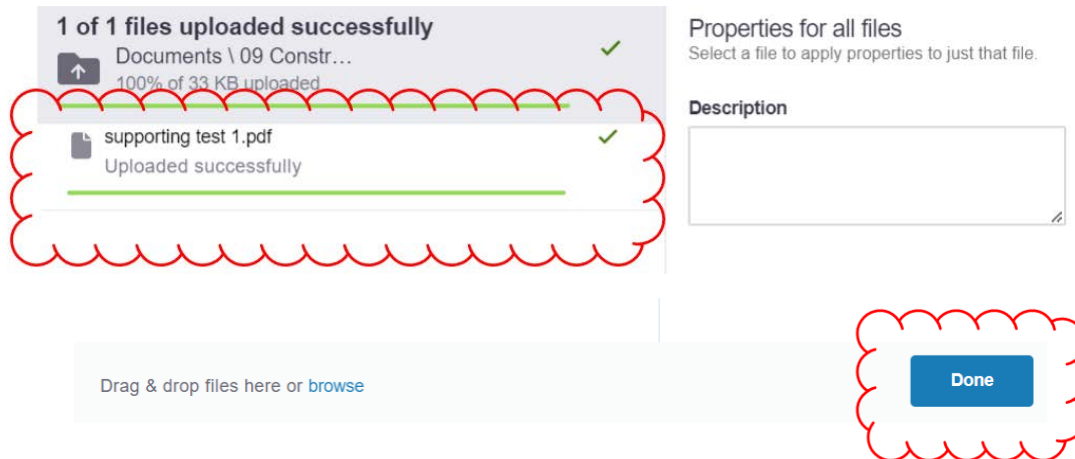 1 of 1 files uploaded successfully
Documents \ 09 Constr...
100% of 33 KB uploaded
supporting test 1.pdf
Uploaded successfully
Properties for all files
Select a file to apply properties to just that file.
Description
Drag & drop files here or browse
Done